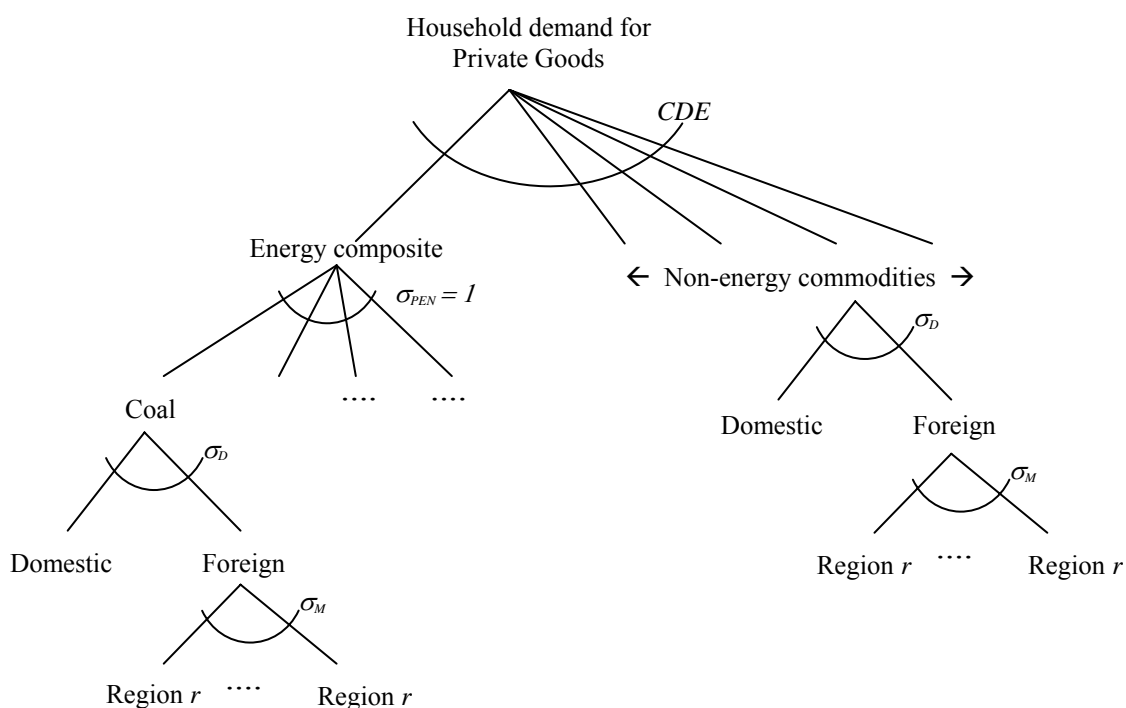 Household demand for
Private Goods
CDE
Energy composite
← Non-energy commodities →
σPEN = 1
σD
Coal
.... ....
Domestic Foreign
σD
σM
Domestic Foreign
Region r .... Region r
σM
Region r .... Region r